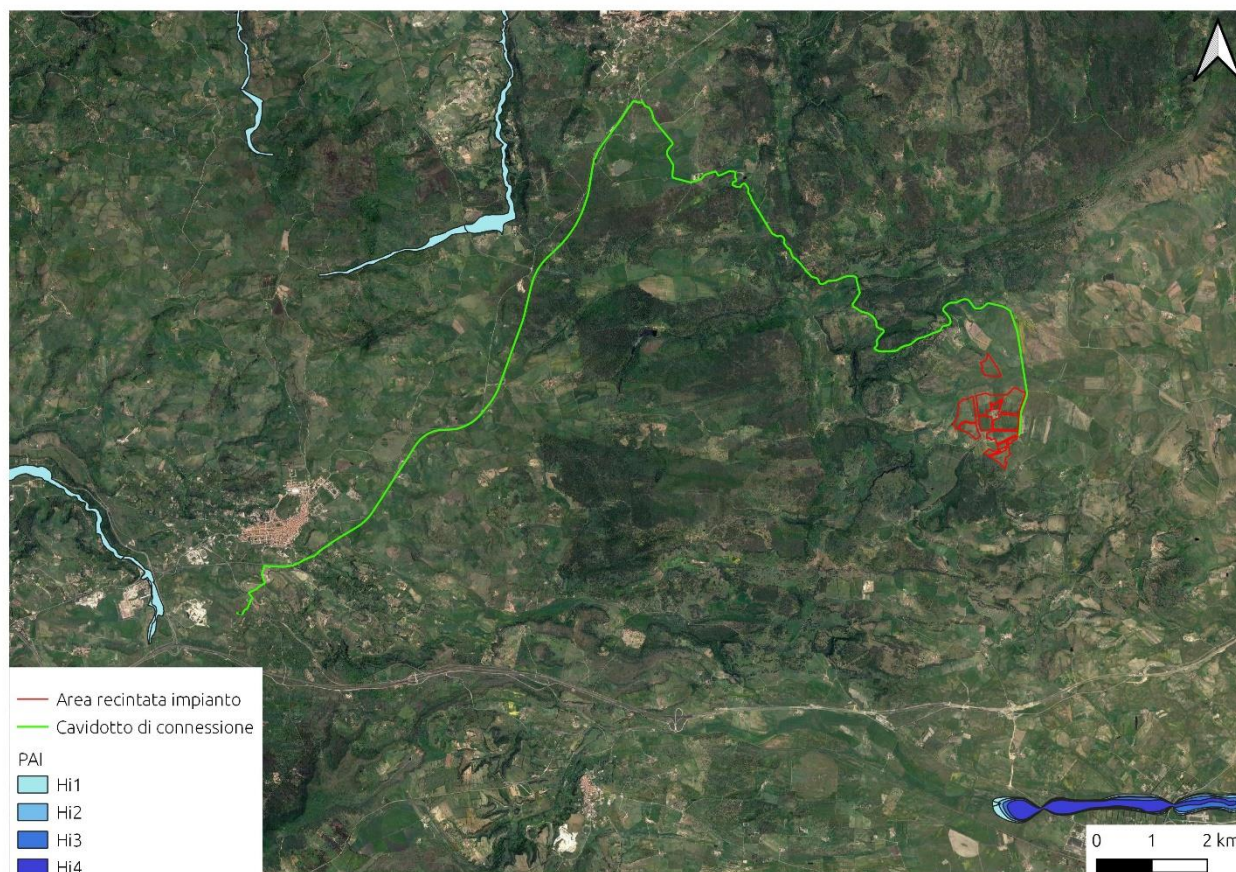 Area recintata impianto
Cavidotto di connessione
PAI
Hi1
Hi2
Hi3
Hi4
0 1 2 km